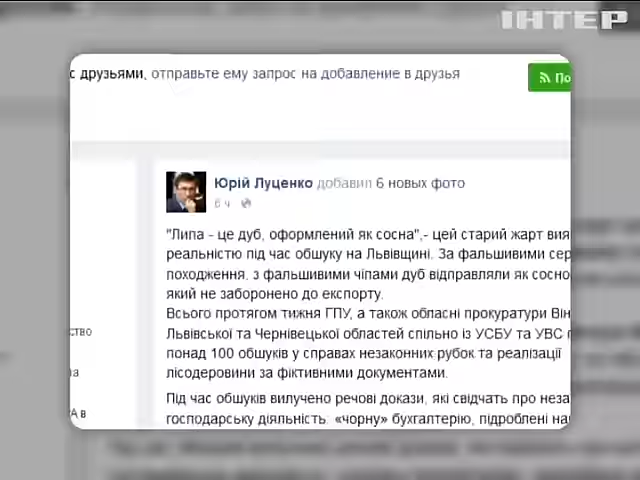 ІНТЕР
с друзьями, отправьте ему запрос на добавление в друзья
По
Юрій Луценко добавил 6 новых фото
6 ч
"Липа - це дуб, оформлений як сосна",- цей старий жарт вия
реальністю під час обшуку на Львівщині. За фальшивими сер
походження, з фальшивими чіпами дуб відправляли як сосно
який не заборонено до експорту.
Всього протягом тижня ГПУ, а також обласні прокуратури Він
ство
Львівської та Чернівецької областей спільно із УСБУ та УВС п
понад 100 обшуків у справах незаконних рубок та реалізації
на
лісодеровини за фіктивними документами.
Під час обшуків вилучено речові докази, які свідчать про неза
А в
господарську діяльність: «чорну» бухгалтерію, підроблені на